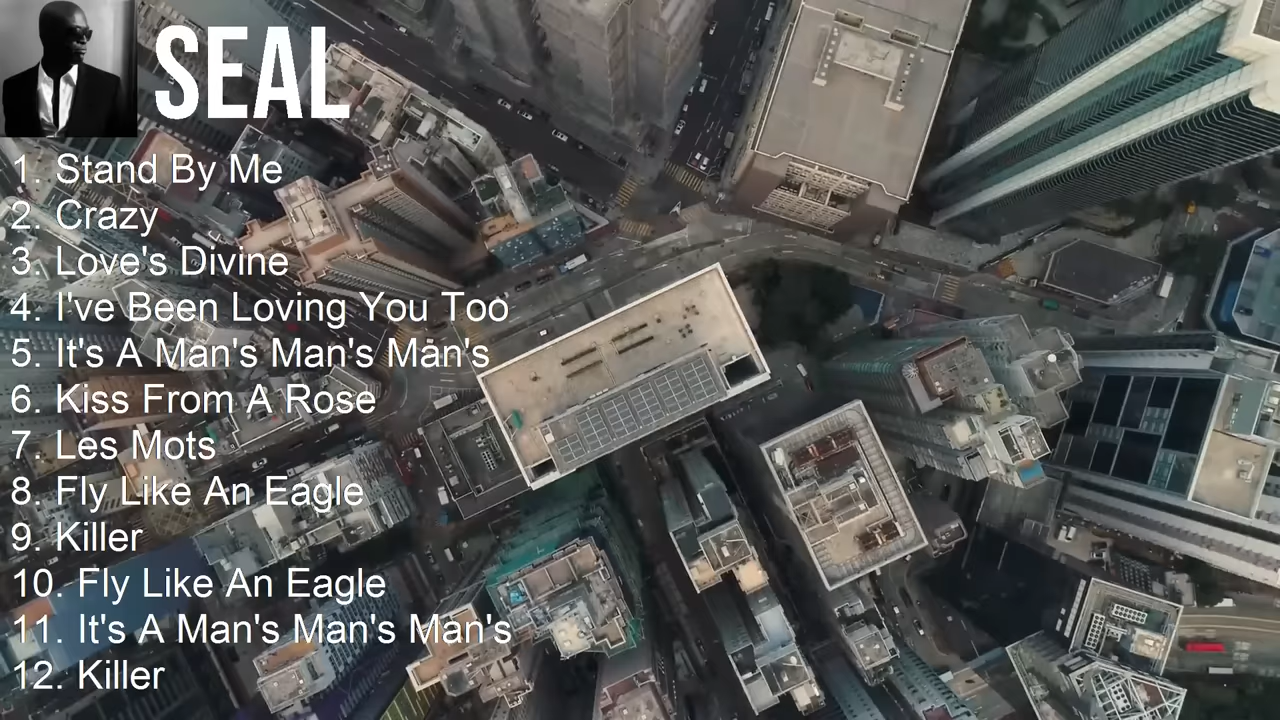 SEAL
1. Stand By Me
2. Crazy
3. Love's Divine
4. I've Been Loving You Too
5. It's A Man's Man's Man's
6. Kiss From A Rose
7. Les Mots
8. Fly Like An Eagle
9. Killer
10. Fly Like An Eagle
11. It's A Man's Man's Man's
12. Killer